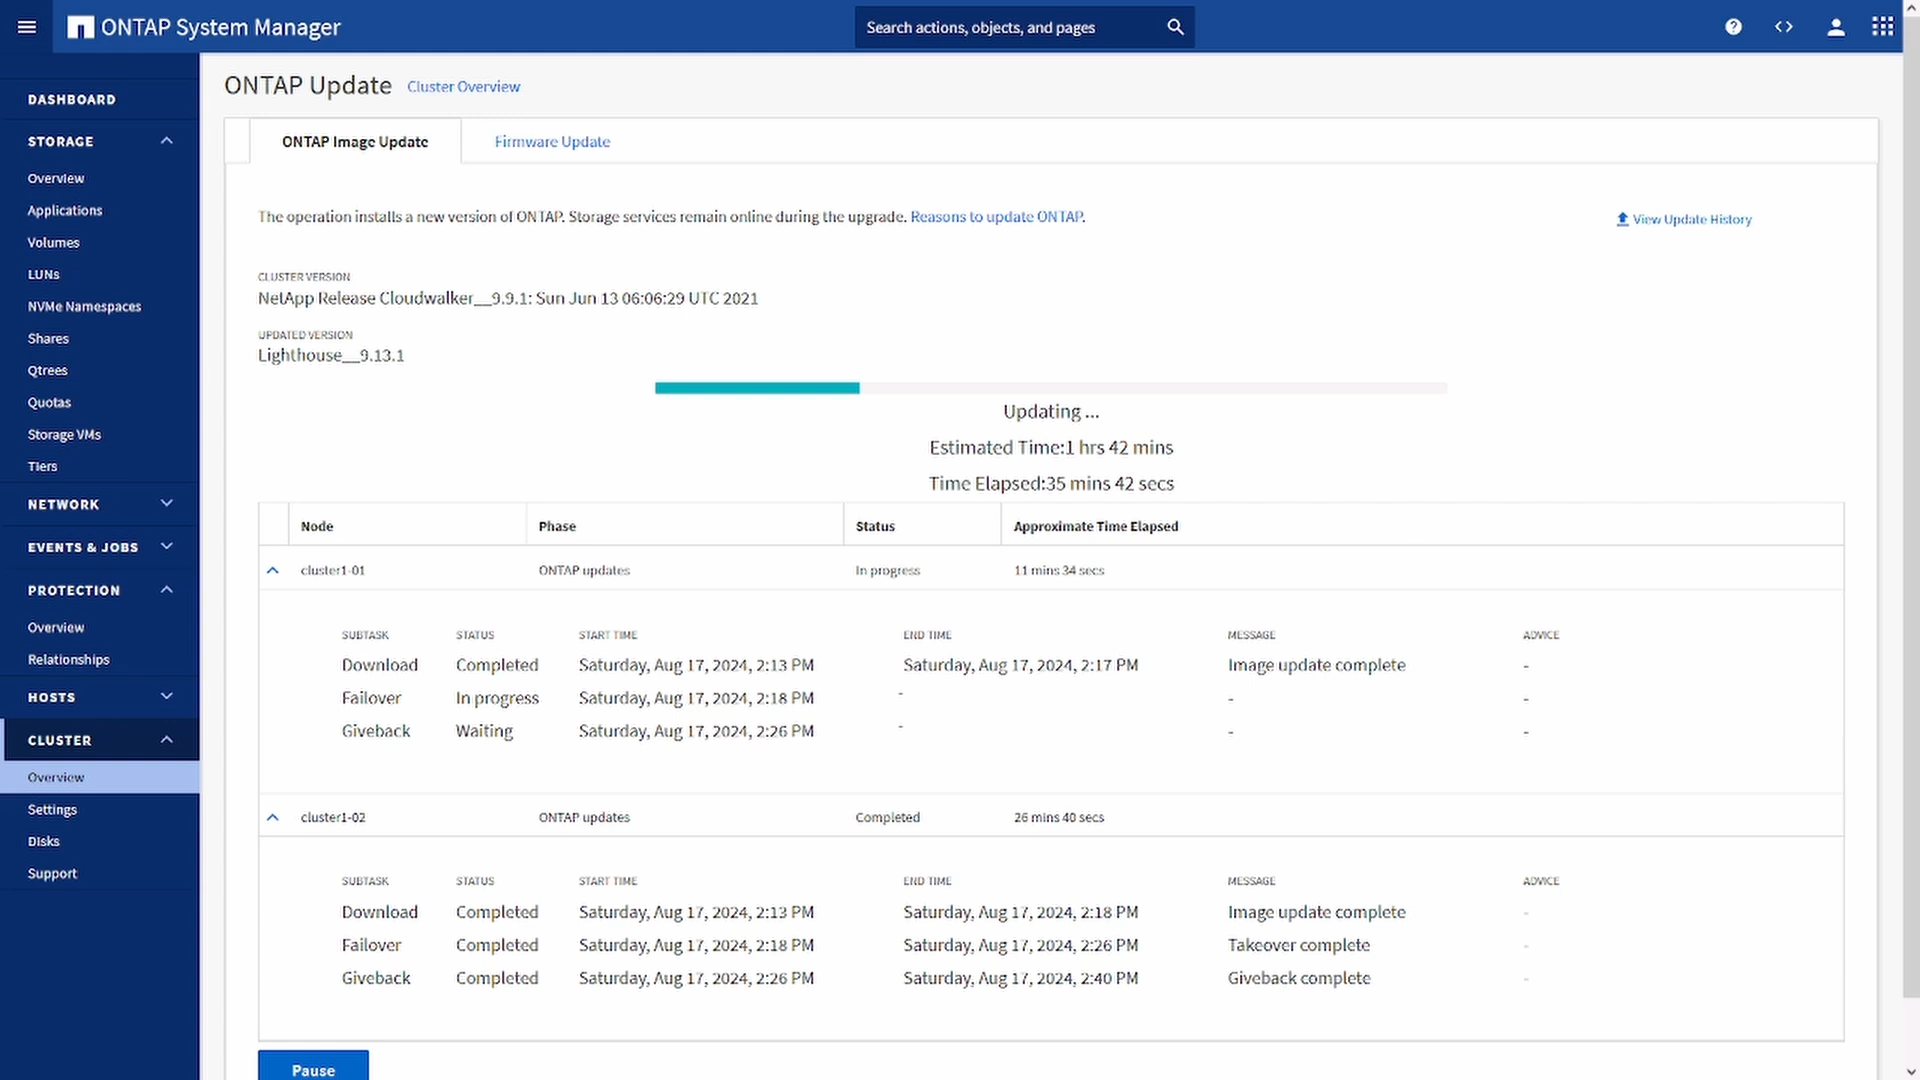 ONTAP System Manager
Search actions, objects, and pages
DASHBOARD
STORAGE
Overview
Applications
Volumes
LUNs
NVMe Namespaces
Shares
Qtrees
Quotas
Storage VMs
Tiers
NETWORK
EVENTS & JOBS
PROTECTION
Overview
Relationships
HOSTS
CLUSTER
Overview
Settings
Disks
Support
ONTAP Update Cluster Overview
ONTAP Image Update Firmware Update
The operation installs a new version of ONTAP. Storage services remain online during the upgrade. Reasons to update ONTAP.
View Update History
CLUSTER VERSION
NetApp Release Cloudwalker__9.9.1: Sun Jun 13 06:06:29 UTC 2021
UPDATED VERSION
Lighthouse__9.13.1
Updating ...
Estimated Time:1 hrs 42 mins
Time Elapsed:35 mins 42 secs
Node Phase Status Approximate Time Elapsed
cluster1-01 ONTAP updates In progress 11 mins 34 secs
SUBTASK STATUS START TIME END TIME MESSAGE ADVICE
Download Completed Saturday, Aug 17, 2024, 2:13 PM Saturday, Aug 17, 2024, 2:17 PM Image update complete -
Failover In progress Saturday, Aug 17, 2024, 2:18 PM - - -
Giveback Waiting Saturday, Aug 17, 2024, 2:26 PM - - -
cluster1-02 ONTAP updates Completed 26 mins 40 secs
SUBTASK STATUS START TIME END TIME MESSAGE ADVICE
Download Completed Saturday, Aug 17, 2024, 2:13 PM Saturday, Aug 17, 2024, 2:18 PM Image update complete -
Failover Completed Saturday, Aug 17, 2024, 2:18 PM Saturday, Aug 17, 2024, 2:26 PM Takeover complete -
Giveback Completed Saturday, Aug 17, 2024, 2:26 PM Saturday, Aug 17, 2024, 2:40 PM Giveback complete -
Pause